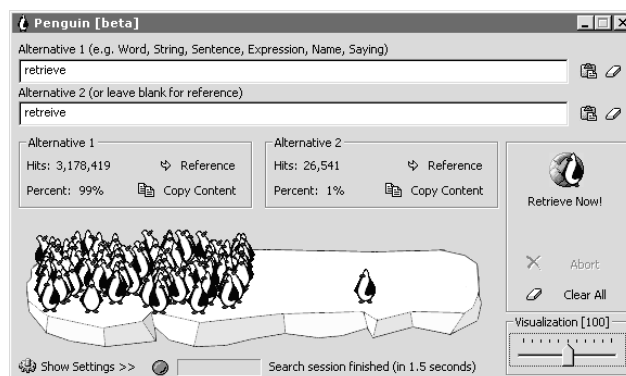 Penguin [beta]
Alternative 1 (e.g. Word, String, Sentence, Expression, Name, Saying)
retrieve
Alternative 2 (or leave blank for reference)
retreive
Alternative 1
Hits: 3,178,419 Reference
Percent: 99% Copy Content
Alternative 2
Hits: 26,541 Reference
Percent: 1% Copy Content
Retrieve Now!
Abort
Clear All
Visualization [100]
Show Settings >> Search session finished (in 1.5 seconds)